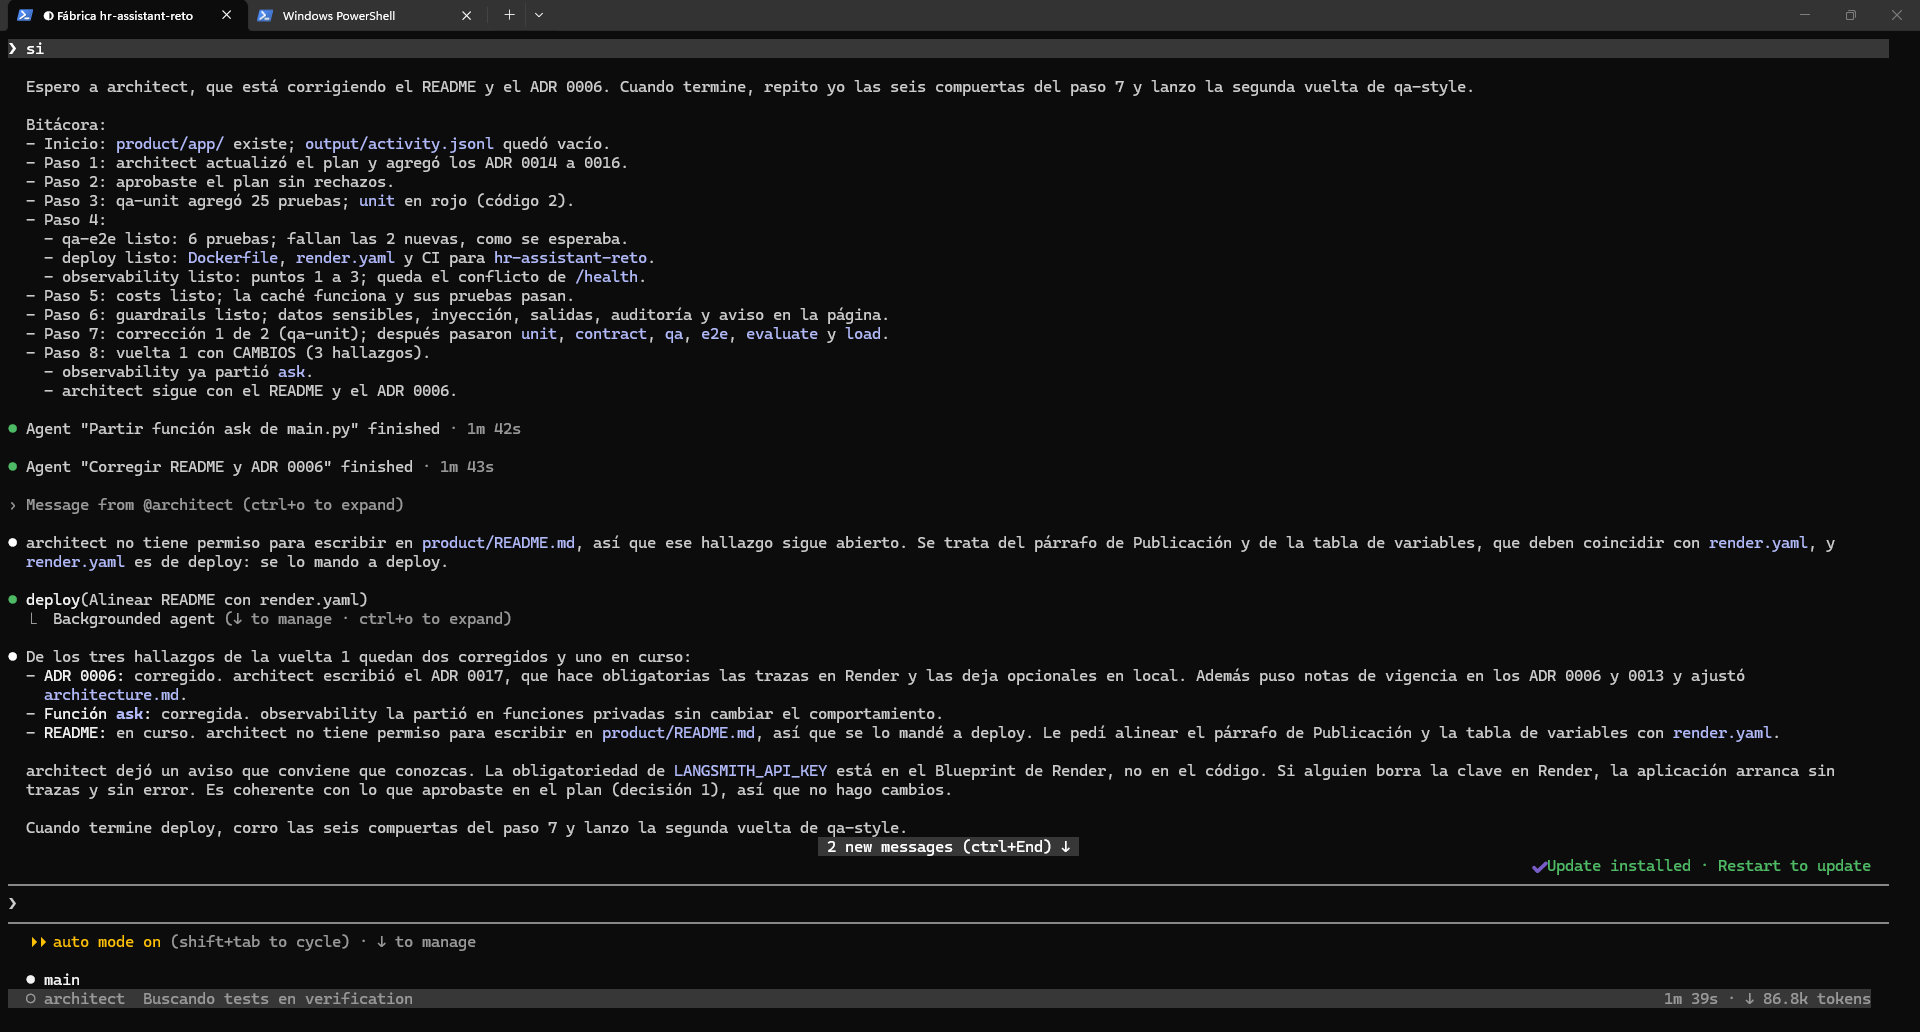 Fábrica hr-assistant-reto
Windows PowerShell
❯ si
Espero a architect, que está corrigiendo el README y el ADR 0006. Cuando termine, repito yo las seis compuertas del paso 7 y lanzo la segunda vuelta de qa-style.
Bitácora:
- Inicio: product/app/ existe; output/activity.jsonl quedó vacío.
- Paso 1: architect actualizó el plan y agregó los ADR 0014 a 0016.
- Paso 2: aprobaste el plan sin rechazos.
- Paso 3: qa-unit agregó 25 pruebas; unit en rojo (código 2).
- Paso 4:
- qa-e2e listo: 6 pruebas; fallan las 2 nuevas, como se esperaba.
- deploy listo: Dockerfile, render.yaml y CI para hr-assistant-reto.
- observability listo: puntos 1 a 3; queda el conflicto de /health.
- Paso 5: costs listo; la caché funciona y sus pruebas pasan.
- Paso 6: guardrails listo; datos sensibles, inyección, salidas, auditoría y aviso en la página.
- Paso 7: corrección 1 de 2 (qa-unit); después pasaron unit, contract, qa, e2e, evaluate y load.
- Paso 8: vuelta 1 con CAMBIOS (3 hallazgos).
- observability ya partió ask.
- architect sigue con el README y el ADR 0006.
● Agent "Partir función ask de main.py" finished · 1m 42s
● Agent "Corregir README y ADR 0006" finished · 1m 43s
› Message from @architect (ctrl+o to expand)
● architect no tiene permiso para escribir en product/README.md, así que ese hallazgo sigue abierto. Se trata del párrafo de Publicación y de la tabla de variables, que deben coincidir con render.yaml, y
render.yaml es de deploy: se lo mando a deploy.
● deploy(Alinear README con render.yaml)
└ Backgrounded agent (↓ to manage · ctrl+o to expand)
● De los tres hallazgos de la vuelta 1 quedan dos corregidos y uno en curso:
- ADR 0006: corregido. architect escribió el ADR 0017, que hace obligatorias las trazas en Render y las deja opcionales en local. Además puso notas de vigencia en los ADR 0006 y 0013 y ajustó
architecture.md.
- Función ask: corregida. observability la partió en funciones privadas sin cambiar el comportamiento.
- README: en curso. architect no tiene permiso para escribir en product/README.md, así que se lo mandé a deploy. Le pedí alinear el párrafo de Publicación y la tabla de variables con render.yaml.
architect dejó un aviso que conviene que conozcas. La obligatoriedad de LANGSMITH_API_KEY está en el Blueprint de Render, no en el código. Si alguien borra la clave en Render, la aplicación arranca sin
trazas y sin error. Es coherente con lo que aprobaste en el plan (decisión 1), así que no hago cambios.
Cuando termine deploy, corro las seis compuertas del paso 7 y lanzo la segunda vuelta de qa-style.
2 new messages (ctrl+End) ↓
✔Update installed · Restart to update
❯
⏵⏵ auto mode on (shift+tab to cycle) · ↓ to manage
● main
○ architect Buscando tests en verification 1m 39s · ↓ 86.8k tokens